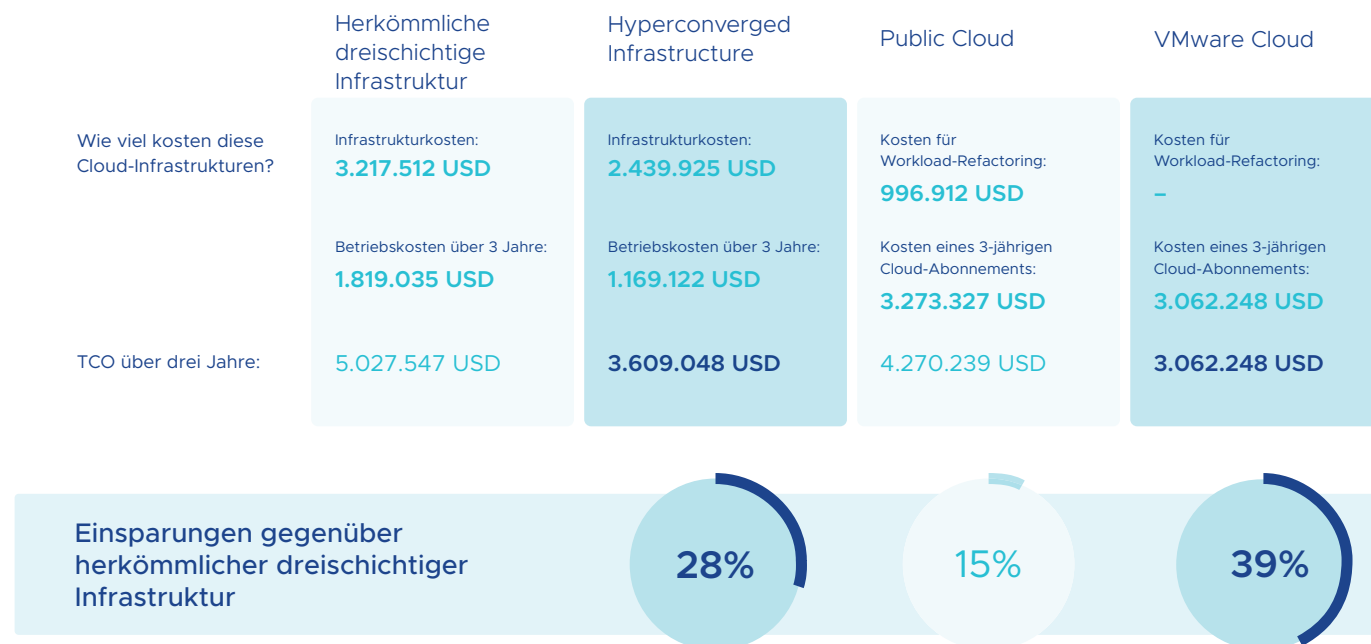 Herkömmliche
dreischichtige
Infrastruktur
Hyperconverged
Infrastructure
Public Cloud
VMware Cloud
Wie viel kosten diese
Cloud-Infrastrukturen?
Infrastrukturkosten:
3.217.512 USD
Infrastrukturkosten:
2.439.925 USD
Kosten für
Workload-Refactoring:
996.912 USD
Kosten für
Workload-Refactoring:
–
Betriebskosten über 3 Jahre:
1.819.035 USD
Betriebskosten über 3 Jahre:
1.169.122 USD
Kosten eines 3-jährigen
Cloud-Abonnements:
3.273.327 USD
Kosten eines 3-jährigen
Cloud-Abonnements:
3.062.248 USD
TCO über drei Jahre:
5.027.547 USD
3.609.048 USD
4.270.239 USD
3.062.248 USD
Einsparungen gegenüber
herkömmlicher dreischichtiger
Infrastruktur
28%
15%
39%